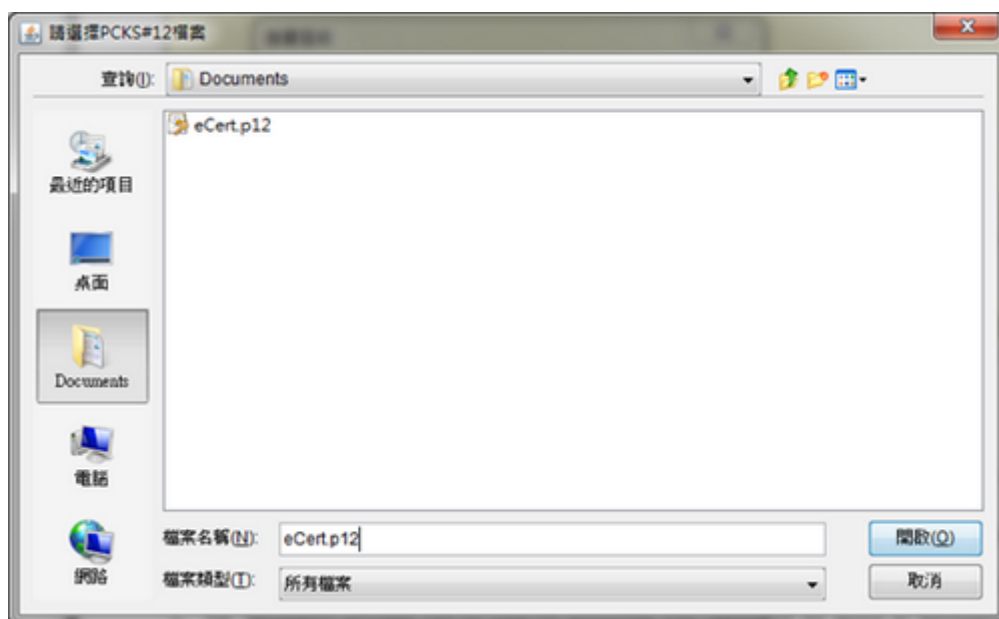 請選擇PCKS#12檔案
查詢(I):
Documents
eCert.p12
最近的項目
桌面
Documents
電腦
網路
檔案名稱(N):
eCert.p12
開啟(O)
檔案類型(T):
所有檔案
取消